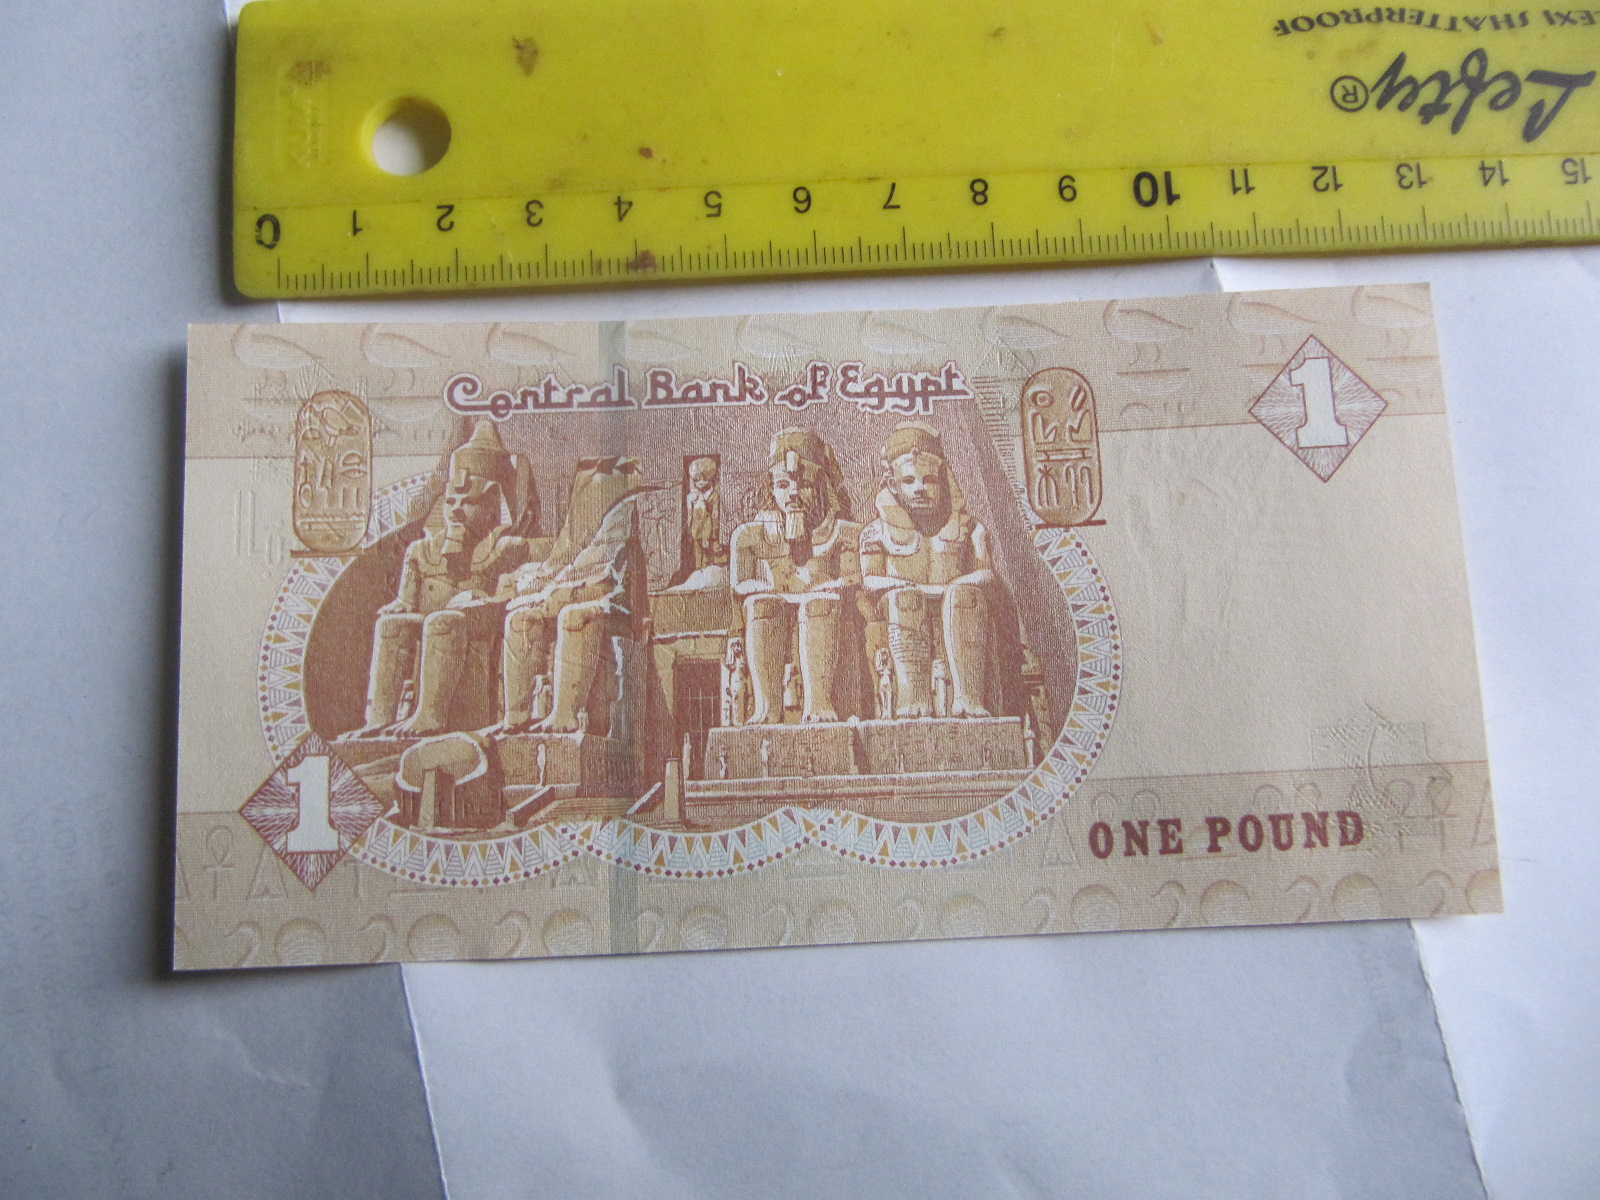 LEXI SHATTERPROOF
Lefty®
0 1 2 3 4 5 6 7 8 9 10 11 12 13 14 15
Central Bank of Egypt
1
1
ONE POUND